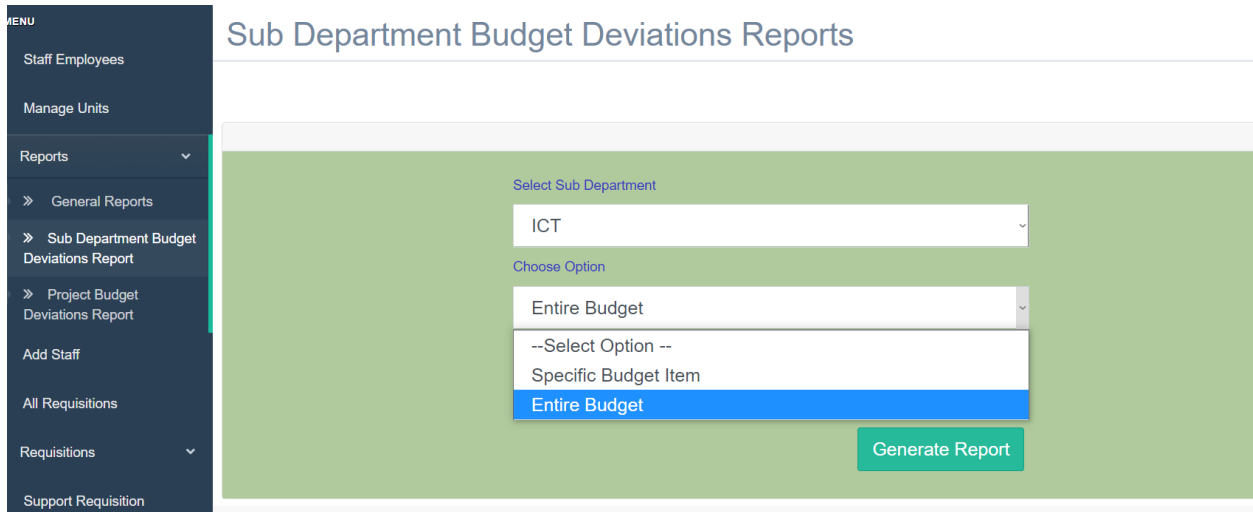 MENU
Staff Employees
Manage Units
Reports
» General Reports
» Sub Department Budget
Deviations Report
» Project Budget
Deviations Report
Add Staff
All Requisitions
Requisitions
Support Requisition
Sub Department Budget Deviations Reports
Select Sub Department
ICT
Choose Option
Entire Budget
--Select Option --
Specific Budget Item
Entire Budget
Generate Report